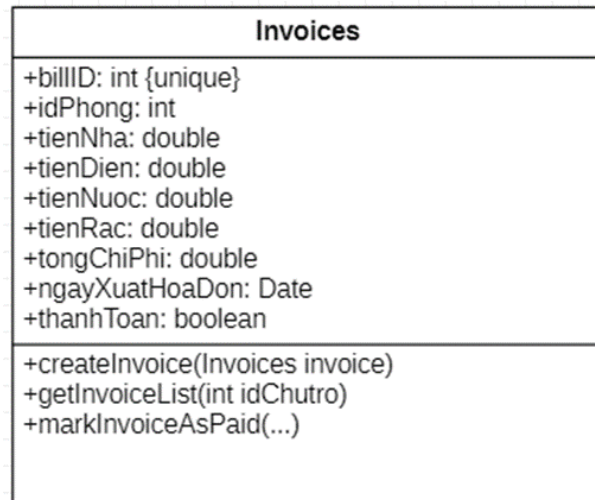 Invoices
+billID: int {unique}
+idPhong: int
+tienNha: double
+tienDien: double
+tienNuoc: double
+tienRac: double
+tongChiPhi: double
+ngayXuatHoaDon: Date
+thanhToan: boolean
+createInvoice(Invoices invoice)
+getInvoiceList(int idChutro)
+markInvoiceAsPaid(...)